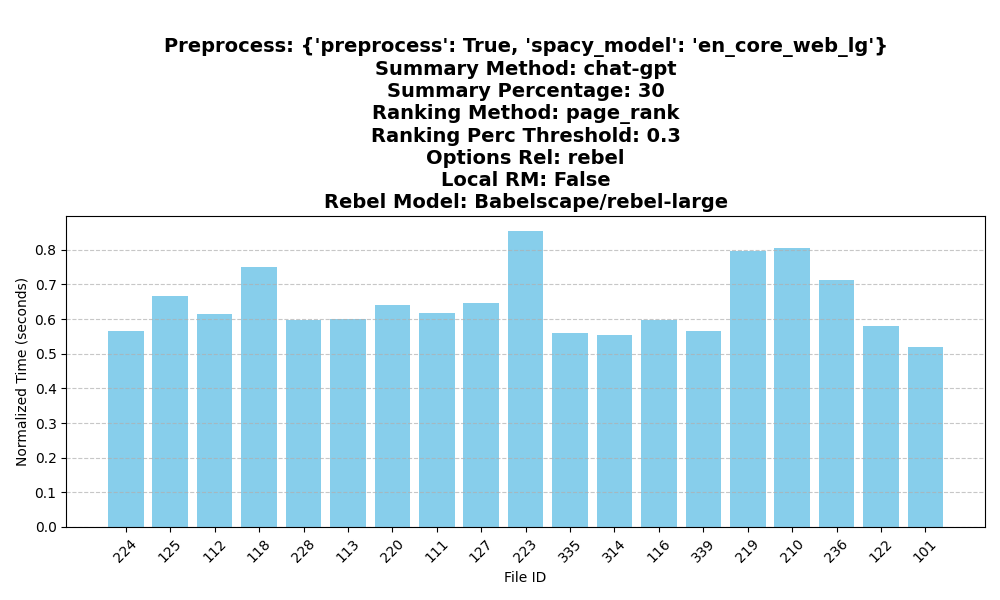 Preprocess: {'preprocess': True, 'spacy_model': 'en_core_web_lg'}
Summary Method: chat-gpt
Summary Percentage: 30
Ranking Method: page_rank
Ranking Perc Threshold: 0.3
Options Rel: rebel
Local RM: False
Rebel Model: Babelscape/rebel-large
Normalized Time (seconds)
0.8
0.7
0.6
0.5
0.4
0.3
0.2
0.1
0.0
224 125 112 118 228 113 220 111 127 223 335 314 116 339 219 210 236 122 101
File ID